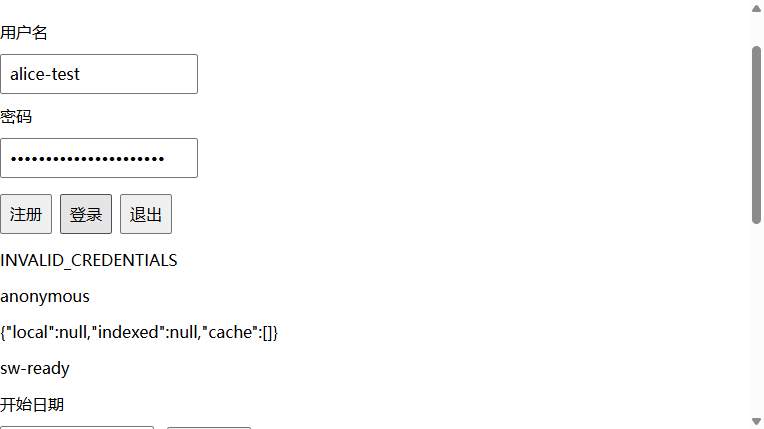 用户名
alice-test
密码
••••••••••••••••••••••
注册 登录 退出
INVALID_CREDENTIALS
anonymous
{"local":null,"indexed":null,"cache":[]}
sw-ready
开始日期